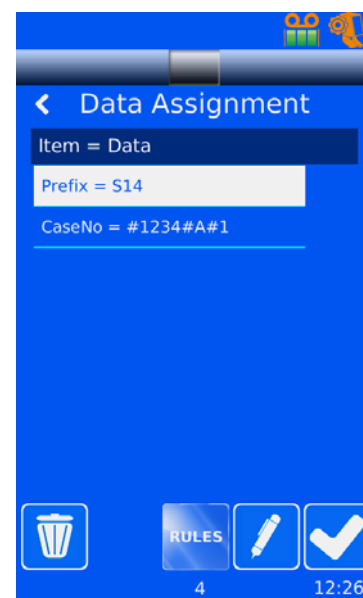 Data Assignment
Item = Data
Prefix = S14
CaseNo = #1234#A#1
RULES
4
12:26